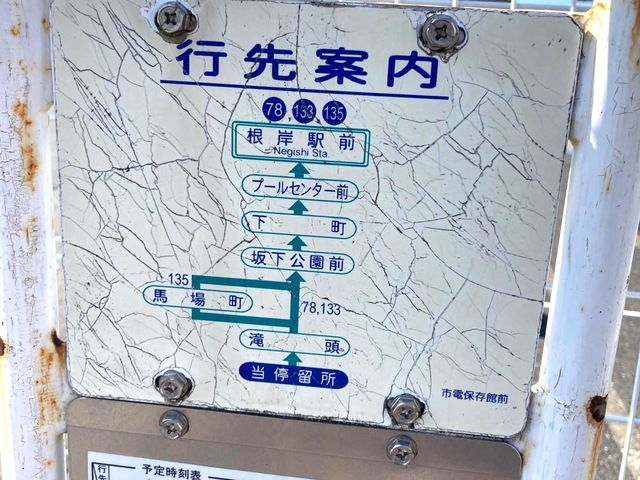 行先案内
78 133 135
根岸駅前
Negishi Sta.
プールセンター前
下町
坂下公園前
135
馬場町
78,133
滝頭
当停留所
市電保存館前
予定時刻表
行先